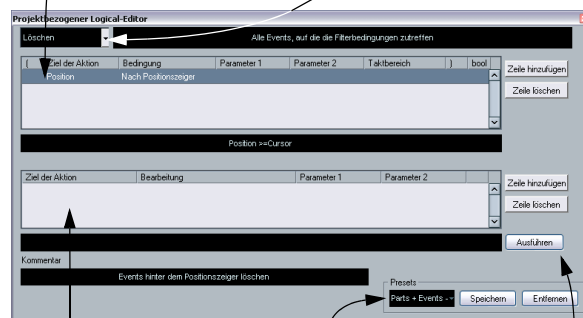 Projektbezogener Logical-Editor
Löschen
Alle Events, auf die die Filterbedingungen zutreffen
( Ziel der Aktion Bedingung Parameter 1 Parameter 2 Taktbereich ) bool
Position Nach Positionszeiger
Zeile hinzufügen
Zeile löschen
Position >=Cursor
Ziel der Aktion Bearbeitung Parameter 1 Parameter 2
Zeile hinzufügen
Zeile löschen
Ausführen
Kommentar
Events hinter dem Positionszeiger löschen
Presets
Parts + Events -
Speichern
Entfernen